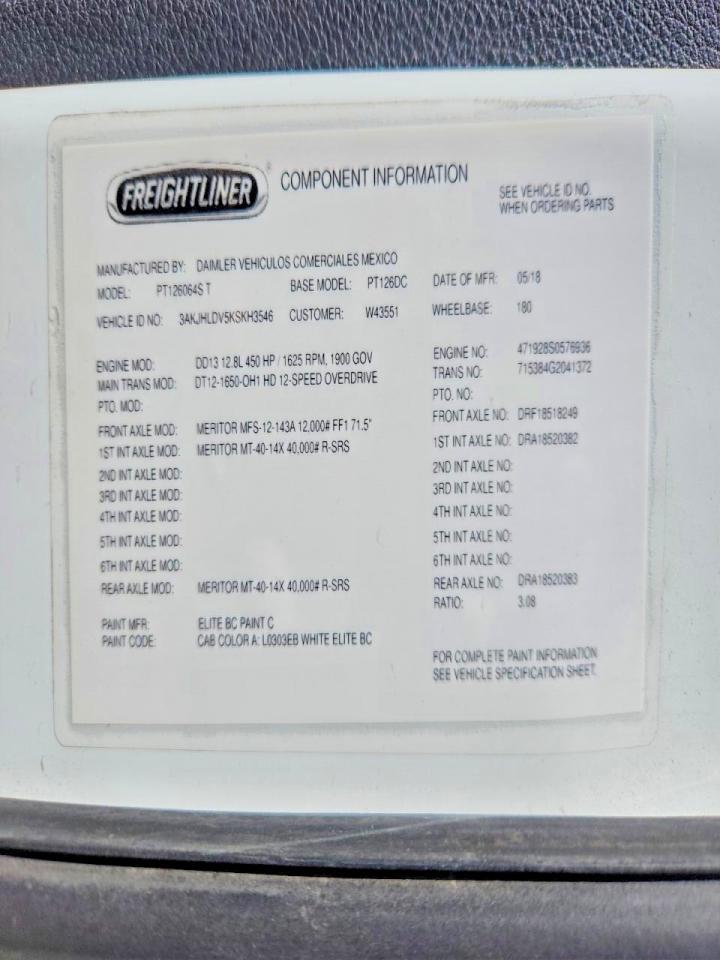 FREIGHTLINER
COMPONENT INFORMATION
SEE VEHICLE ID NO.
WHEN ORDERING PARTS
MANUFACTURED BY: DAIMLER VEHICULOS COMERCIALES MEXICO
MODEL: PT126064S T BASE MODEL: PT126DC DATE OF MFR: 05/18
VEHICLE ID NO: 3AKJHLDV5KSKH3546 CUSTOMER: W43551 WHEELBASE: 180
ENGINE MOD: DD13 12.8L 450 HP / 1625 RPM, 1900 GOV ENGINE NO: 471928S0576936
MAIN TRANS MOD: DT12-1650-OH1 HD 12-SPEED OVERDRIVE TRANS NO: 715384G2041372
PTO. MOD: PTO. NO:
FRONT AXLE MOD: MERITOR MFS-12-143A 12,000# FF1 71.5" FRONT AXLE NO: DRF18518249
1ST INT AXLE MOD: MERITOR MT-40-14X 40,000# R-SRS 1ST INT AXLE NO: DRA18520382
2ND INT AXLE MOD: 2ND INT AXLE NO:
3RD INT AXLE MOD: 3RD INT AXLE NO:
4TH INT AXLE MOD: 4TH INT AXLE NO:
5TH INT AXLE MOD: 5TH INT AXLE NO:
6TH INT AXLE MOD: 6TH INT AXLE NO:
REAR AXLE MOD: MERITOR MT-40-14X 40,000# R-SRS REAR AXLE NO: DRA18520383
RATIO: 3.08
PAINT MFR: ELITE BC PAINT C
PAINT CODE: CAB COLOR A: L0303EB WHITE ELITE BC
FOR COMPLETE PAINT INFORMATION
SEE VEHICLE SPECIFICATION SHEET.